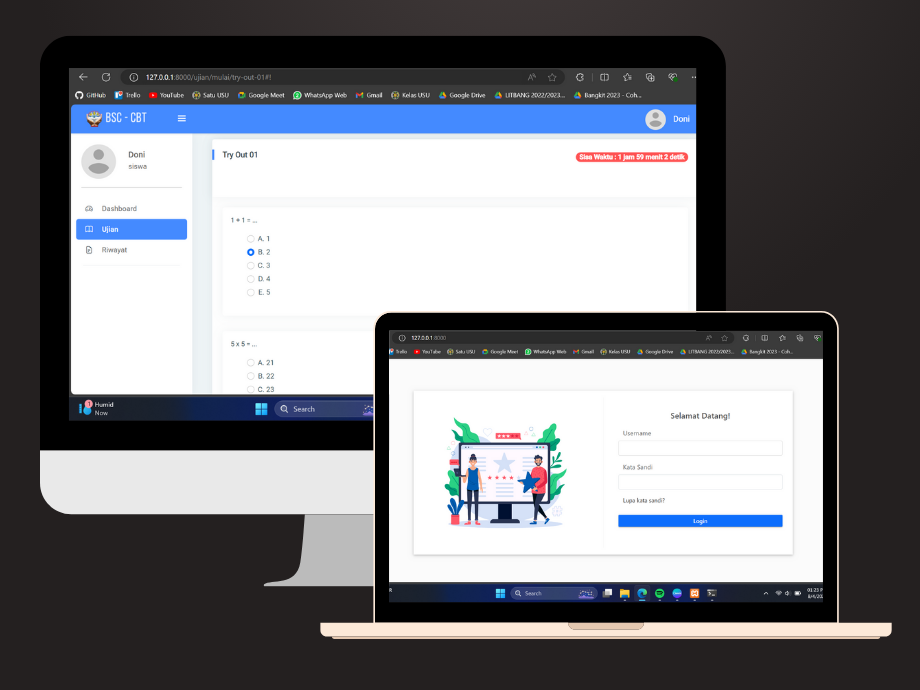 127.0.0.1:8000/ujian/mulai/try-out-01#!
GitHub Trello YouTube Satu USU Google Meet WhatsApp Web Gmail Kelas USU Google Drive LITBANG 2022/2023... Bangkit 2023 - Coh...
BSC - CBT
Doni
Doni
siswa
Dashboard
Ujian
Riwayat
Try Out 01
Sisa Waktu : 1 jam 59 menit 2 detik
1 + 1 = ...
A. 1
B. 2
C. 3
D. 4
E. 5
5 x 5 = ...
A. 21
B. 22
C. 23
1
Humid
Now
Search
127.0.0.1:8000
Trello YouTube Satu USU Google Meet WhatsApp Web Gmail Kelas USU Google Drive LITBANG 2022/2023... Bangkit 2023 - Coh...
Selamat Datang!
Username
Kata Sandi
Lupa kata sandi?
Login
Search
01:23 P